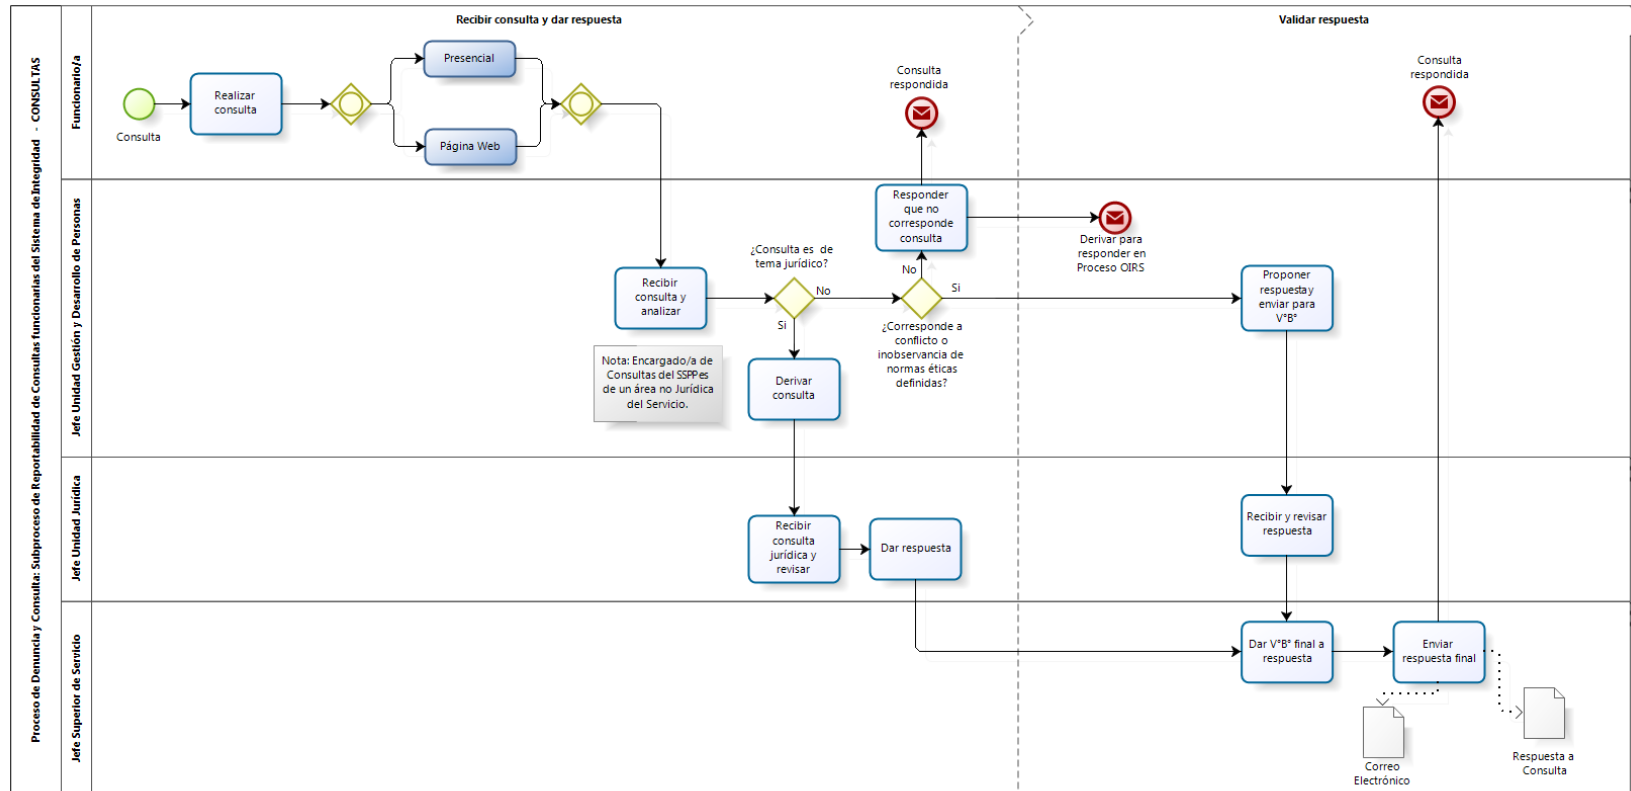 Proceso de Denuncia y Consulta: Subproceso de Reportabilidad de Consultas funcionarias del Sistema de Integridad - CONSULTAS
Recibir consulta y dar respuesta
Validar respuesta
Funcionario/a
Consulta
Realizar
consulta
Presencial
Página Web
Consulta
respondida
Consulta
respondida
Jefe Unidad Gestión y Desarrollo de Personas
Recibir
consulta y
analizar
Nota: Encargado/a de
Consultas del SSPPes
de un área no Jurídica
del Servicio.
¿Consulta es de
tema jurídico?
No
Si
Derivar
consulta
Responder
que no
corresponde
consulta
No
Si
¿Corresponde a
conflicto o
inobservancia de
normas éticas
definidas?
Derivar para
responder en
Proceso OIRS
Proponer
respuesta y
enviar para
V°B°
Jefe Unidad Jurídica
Recibir
consulta
jurídica y
revisar
Dar respuesta
Recibir y revisar
respuesta
Jefe Superior de Servicio
Dar V°B° final a
respuesta
Enviar
respuesta final
Correo
Electrónico
Respuesta a
Consulta